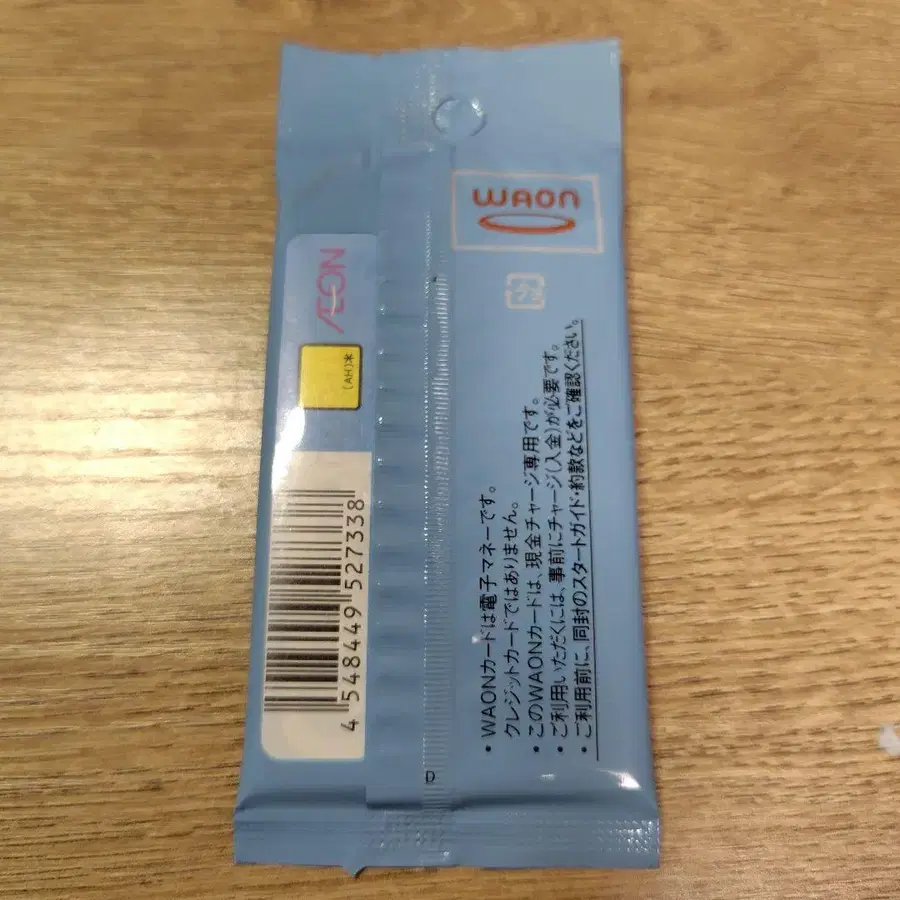 WAON
プラ
・WAONカードは電子マネーです。
クレジットカードではありません。
・このWAONカードは、現金チャージ専用です。
・ご利用いただくには、事前にチャージ(入金)が必要です。
・ご利用前に、同封のスタートガイド・約款などをご確認ください。
ÆON
(AH)木
4 548449 527338